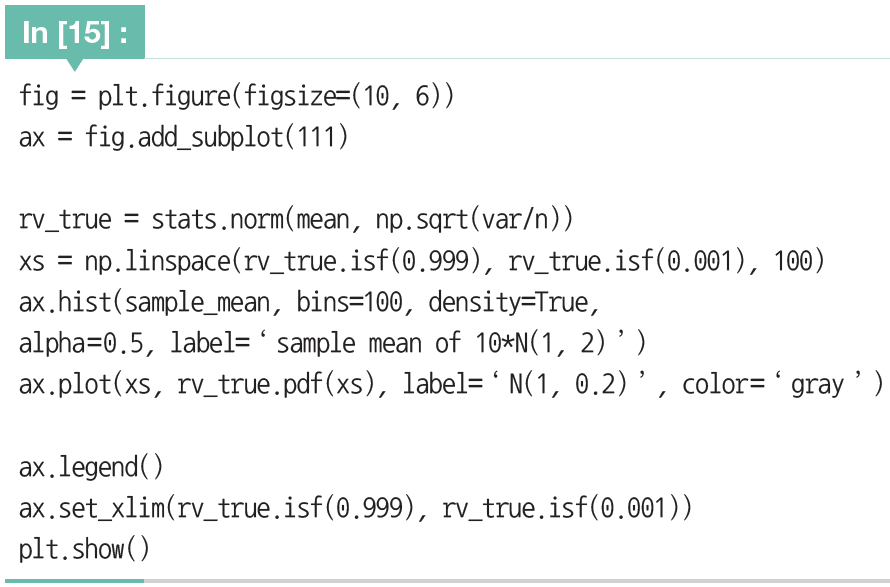 In [15] :
fig = plt.figure(figsize=(10, 6))
ax = fig.add_subplot(111)
rv_true = stats.norm(mean, np.sqrt(var/n))
xs = np.linspace(rv_true.isf(0.999), rv_true.isf(0.001), 100)
ax.hist(sample_mean, bins=100, density=True,
alpha=0.5, label=‘sample mean of 10*N(1, 2)’)
ax.plot(xs, rv_true.pdf(xs), label=‘N(1, 0.2)’, color=‘gray’)
ax.legend()
ax.set_xlim(rv_true.isf(0.999), rv_true.isf(0.001))
plt.show()